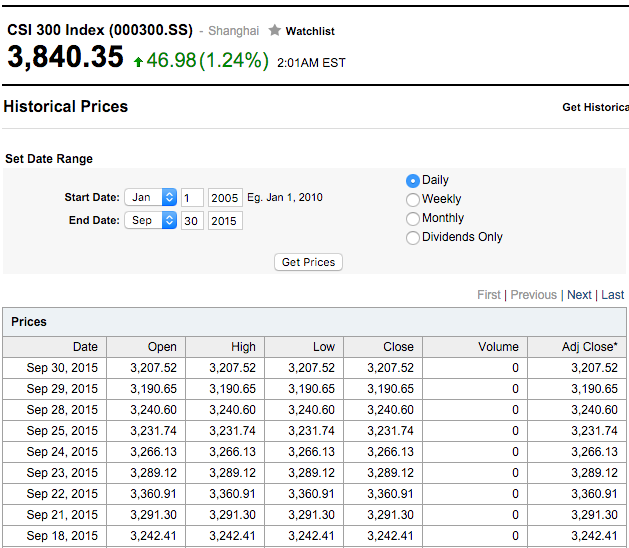 CSI 300 Index (000300.SS) - Shanghai Watchlist
3,840.35 46.98(1.24%) 2:01AM EST
Historical Prices Get Historica
Set Date Range
Start Date: Jan 1 2005 Eg. Jan 1, 2010
End Date: Sep 30 2015
Daily
Weekly
Monthly
Dividends Only
Get Prices
First | Previous | Next | Last
Prices
Date Open High Low Close Volume Adj Close*
Sep 30, 2015 3,207.52 3,207.52 3,207.52 3,207.52 0 3,207.52
Sep 29, 2015 3,190.65 3,190.65 3,190.65 3,190.65 0 3,190.65
Sep 28, 2015 3,240.60 3,240.60 3,240.60 3,240.60 0 3,240.60
Sep 25, 2015 3,231.74 3,231.74 3,231.74 3,231.74 0 3,231.74
Sep 24, 2015 3,266.13 3,266.13 3,266.13 3,266.13 0 3,266.13
Sep 23, 2015 3,289.12 3,289.12 3,289.12 3,289.12 0 3,289.12
Sep 22, 2015 3,360.91 3,360.91 3,360.91 3,360.91 0 3,360.91
Sep 21, 2015 3,291.30 3,291.30 3,291.30 3,291.30 0 3,291.30
Sep 18, 2015 3,242.41 3,242.41 3,242.41 3,242.41 0 3,242.41